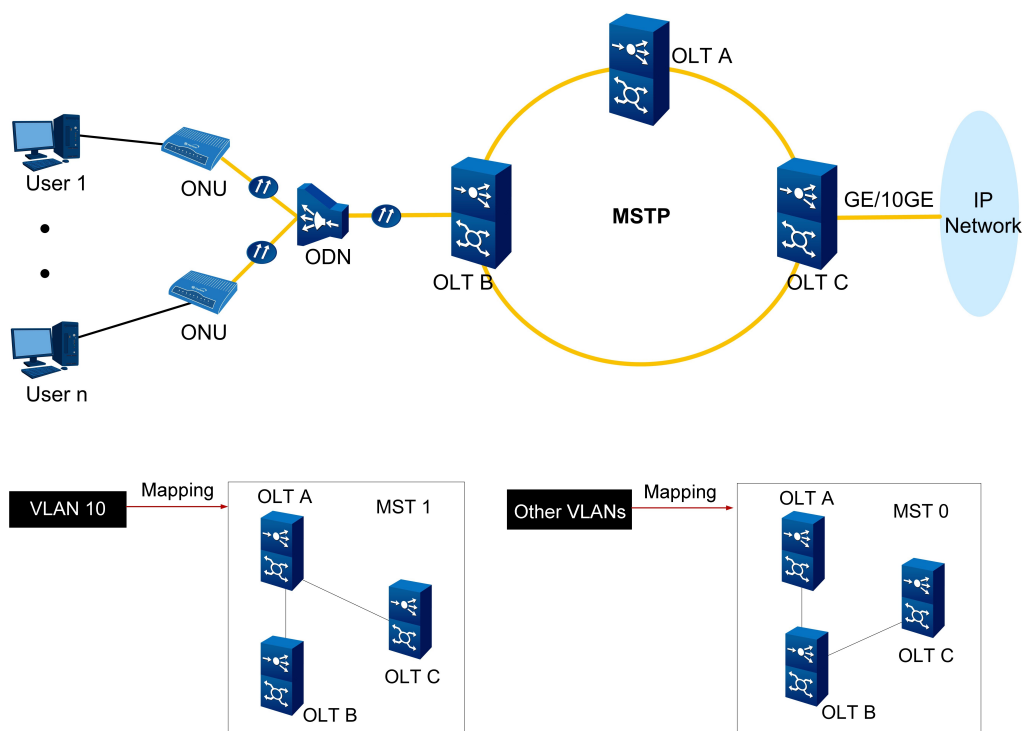 OLT A
User 1
ONU
ODN
MSTP
GE/10GE
IP
Network
OLT B
OLT C
ONU
User n
VLAN 10
Mapping
OLT A
MST 1
OLT C
OLT B
Other VLANs
Mapping
OLT A
MST 0
OLT C
OLT B